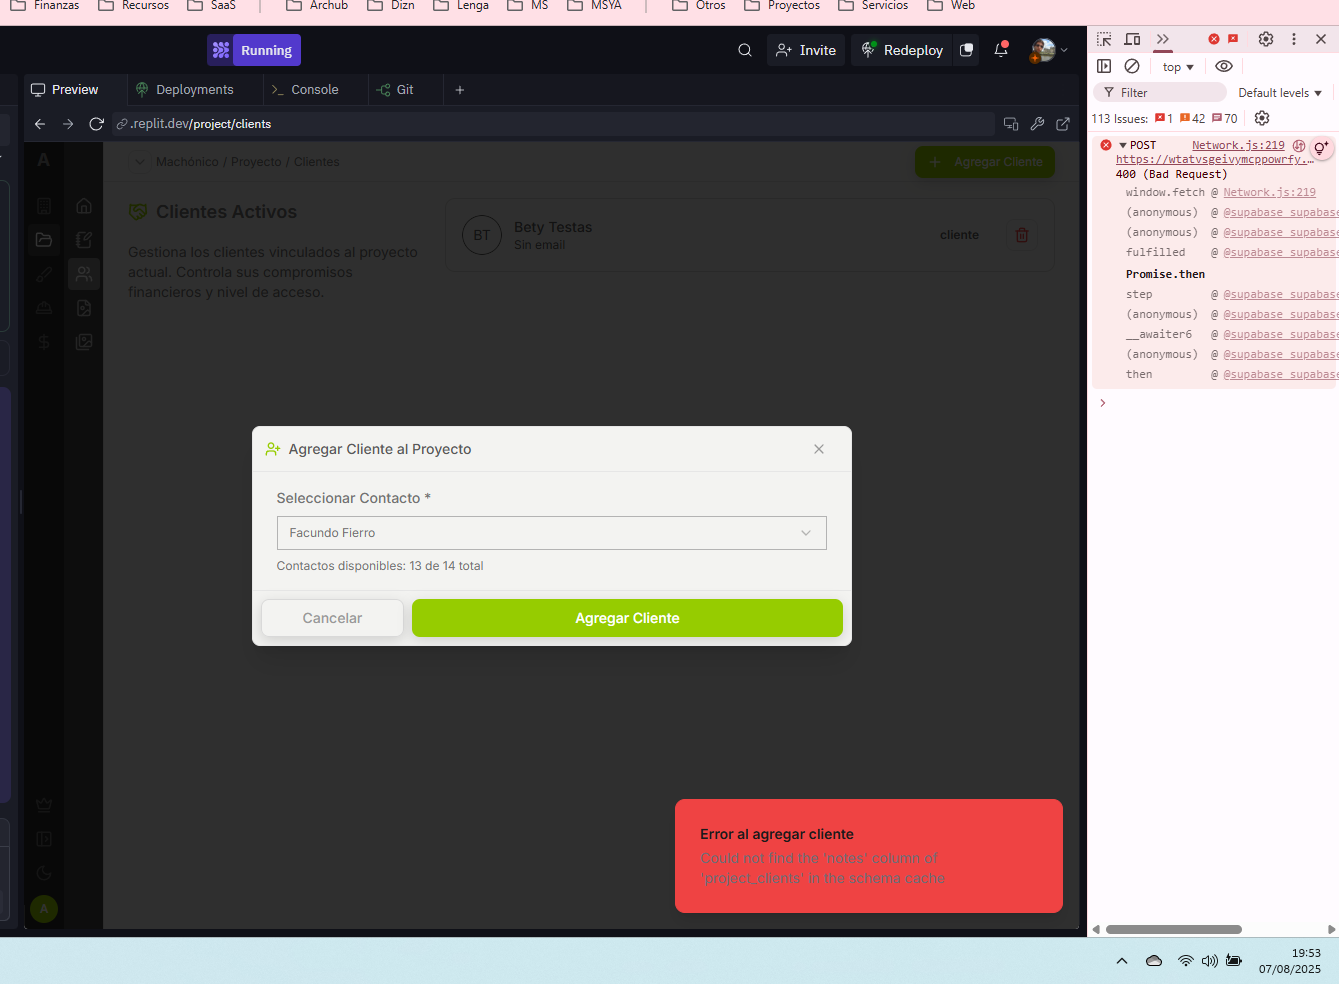 Finanzas Recursos SaaS Archub Dizn Lenga MS MSYA Otros Proyectos Servicios Web
Running Invite Redeploy
Preview Deployments Console Git
.replit.dev/project/clients
A Machónico / Proyecto / Clientes Agregar Cliente
Clientes Activos
Gestiona los clientes vinculados al proyecto
actual. Controla sus compromisos
financieros y nivel de acceso.
BT
Bety Testas
Sin email
cliente
Agregar Cliente al Proyecto
Seleccionar Contacto *
Facundo Fierro
Contactos disponibles: 13 de 14 total
Cancelar Agregar Cliente
Error al agregar cliente
Could not find the 'notes' column of
'project_clients' in the schema cache
A
top
Filter Default levels
113 Issues: 1 42 70
POST Network.js:219
https://wtatvsgeivymcppowrfy.…
400 (Bad Request)
window.fetch @ Network.js:219
(anonymous) @ @supabase_supabase
(anonymous) @ @supabase_supabase
fulfilled @ @supabase_supabase
Promise.then
step @ @supabase_supabase
(anonymous) @ @supabase_supabase
__awaiter6 @ @supabase_supabase
(anonymous) @ @supabase_supabase
then @ @supabase_supabase
19:53
07/08/2025